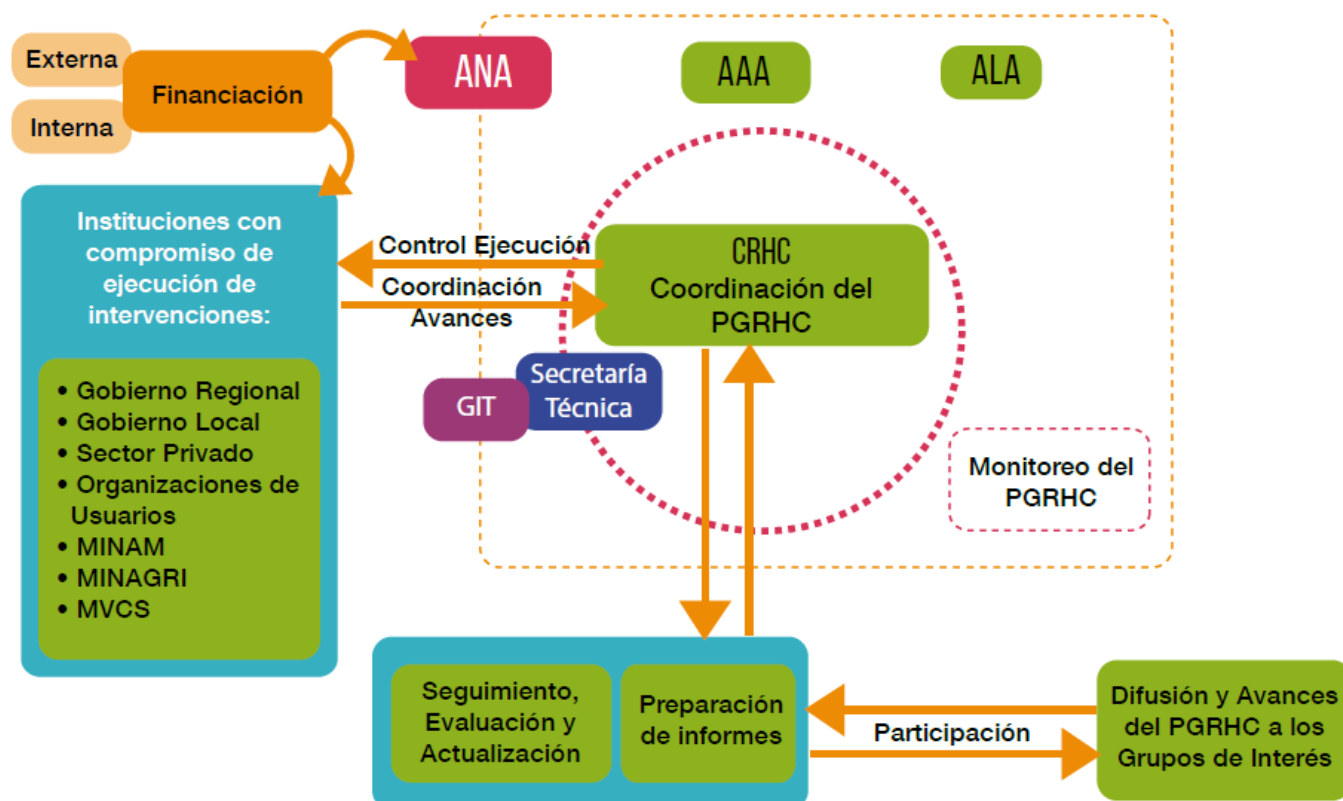 Externa
Interna
Financiación
ANA
AAA
ALA
Instituciones con
compromiso de
ejecución de
intervenciones:
• Gobierno Regional
• Gobierno Local
• Sector Privado
• Organizaciones de
Usuarios
• MINAM
• MINAGRI
• MVCS
Control Ejecución
Coordinación
Avances
CRHC
Coordinación del
PGRHC
GIT
Secretaría
Técnica
Monitoreo del
PGRHC
Seguimiento,
Evaluación y
Actualización
Preparación
de informes
Participación
Difusión y Avances
del PGRHC a los
Grupos de Interés